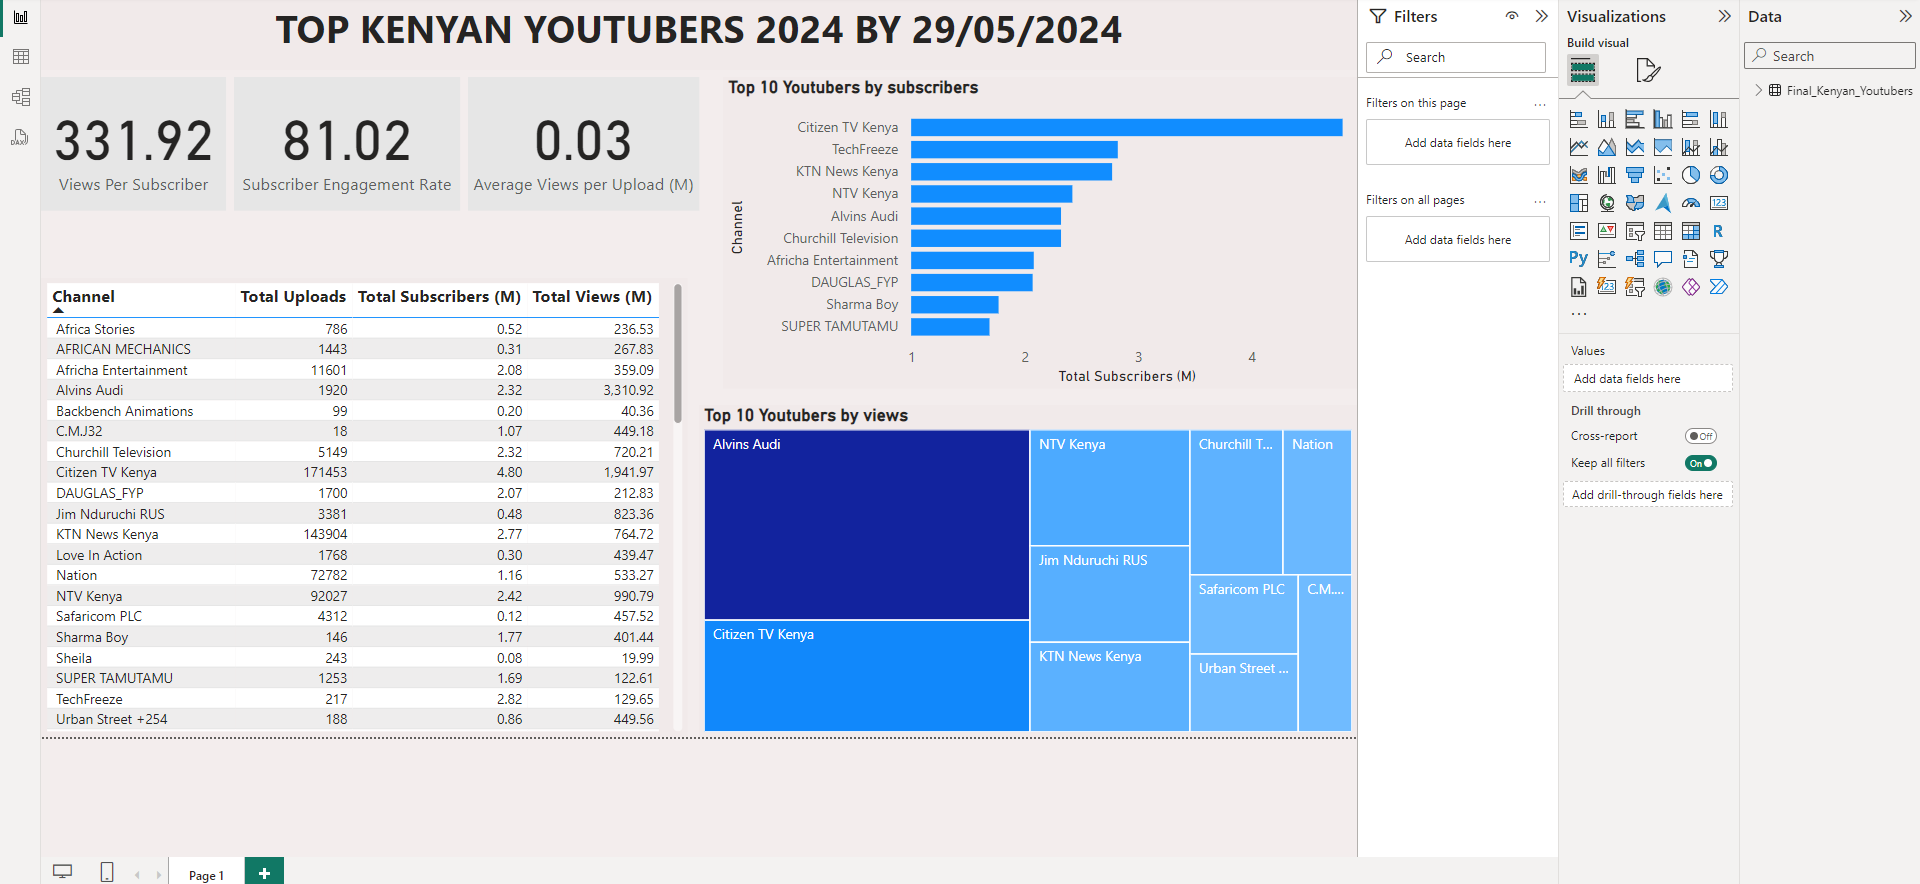 TOP KENYAN YOUTUBERS 2024 BY 29/05/2024
331.92
Views Per Subscriber
81.02
Subscriber Engagement Rate
0.03
Average Views per Upload (M)
Channel Total Uploads Total Subscribers (M) Total Views (M)
Africa Stories 786 0.52 236.53
AFRICAN MECHANICS 1443 0.31 267.83
Africha Entertainment 11601 2.08 359.09
Alvins Audi 1920 2.32 3,310.92
Backbench Animations 99 0.20 40.36
C.M.J32 18 1.07 449.18
Churchill Television 5149 2.32 720.21
Citizen TV Kenya 171453 4.80 1,941.97
DAUGLAS_FYP 1700 2.07 212.83
Jim Nduruchi RUS 3381 0.48 823.36
KTN News Kenya 143904 2.77 764.72
Love In Action 1768 0.30 439.47
Nation 72782 1.16 533.27
NTV Kenya 92027 2.42 990.79
Safaricom PLC 4312 0.12 457.52
Sharma Boy 146 1.77 401.44
Sheila 243 0.08 19.99
SUPER TAMUTAMU 1253 1.69 122.61
TechFreeze 217 2.82 129.65
Urban Street +254 188 0.86 449.56
Top 10 Youtubers by subscribers
Channel
Citizen TV Kenya
TechFreeze
KTN News Kenya
NTV Kenya
Alvins Audi
Churchill Television
Africha Entertainment
DAUGLAS_FYP
Sharma Boy
SUPER TAMUTAMU
1 2 3 4
Total Subscribers (M)
Top 10 Youtubers by views
Alvins Audi
Citizen TV Kenya
NTV Kenya
Jim Nduruchi RUS
KTN News Kenya
Churchill T...
Nation
Safaricom PLC
C.M....
Urban Street ...
Filters
Search
Filters on this page ...
Add data fields here
Filters on all pages ...
Add data fields here
Visualizations
Build visual
123
R
Py
123
...
Values
Add data fields here
Drill through
Cross-report Off
Keep all filters On
Add drill-through fields here
Data
Search
Final_Kenyan_Youtubers
DAX
Page 1
+